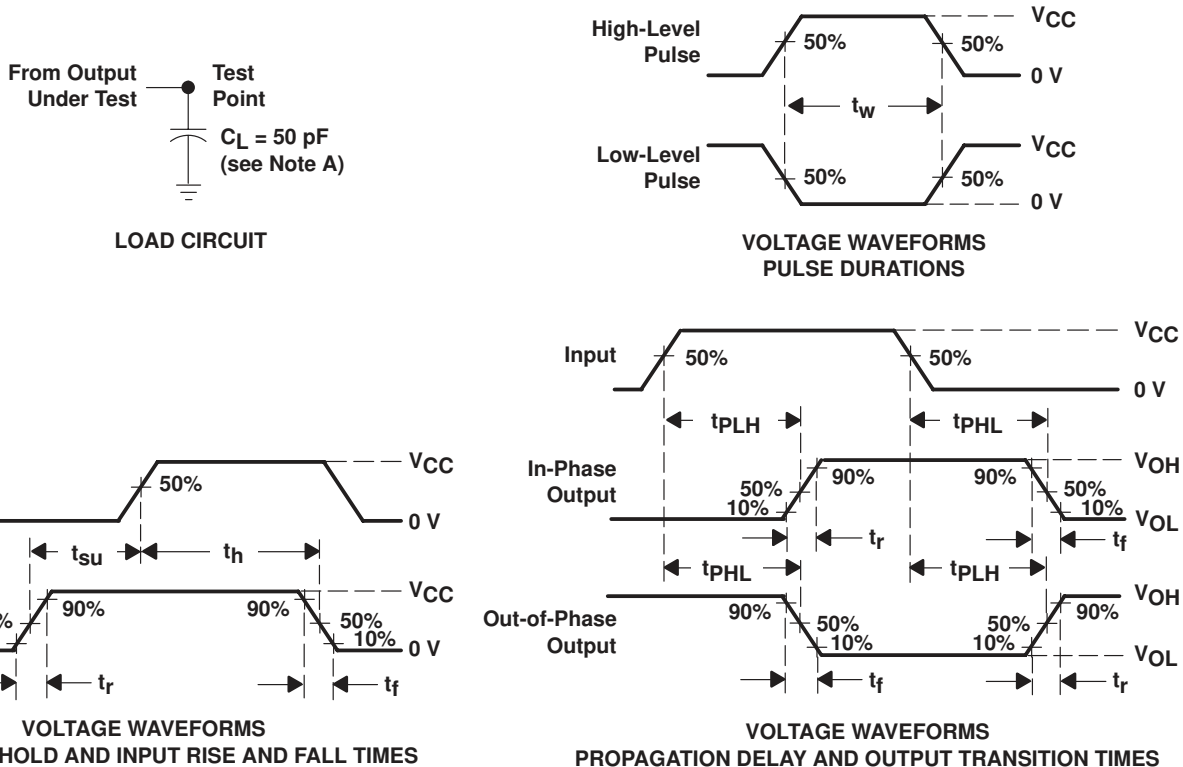 From Output
Under Test
Test
Point
CL = 50 pF
(see Note A)
LOAD CIRCUIT
High-Level
Pulse
50%
50%
VCC
0 V
tw
Low-Level
Pulse
50%
50%
VCC
0 V
VOLTAGE WAVEFORMS
PULSE DURATIONS
50%
VCC
0 V
tsu
th
%
90%
90%
50%
10%
VCC
0 V
tr
tf
VOLTAGE WAVEFORMS
HOLD AND INPUT RISE AND FALL TIMES
Input
50%
50%
VCC
0 V
tPLH
tPHL
In-Phase
Output
50%
10%
90%
90%
50%
10%
VOH
VOL
tr
tf
tPHL
tPLH
Out-of-Phase
Output
90%
50%
10%
50%
10%
90%
VOH
VOL
tf
tr
VOLTAGE WAVEFORMS
PROPAGATION DELAY AND OUTPUT TRANSITION TIMES